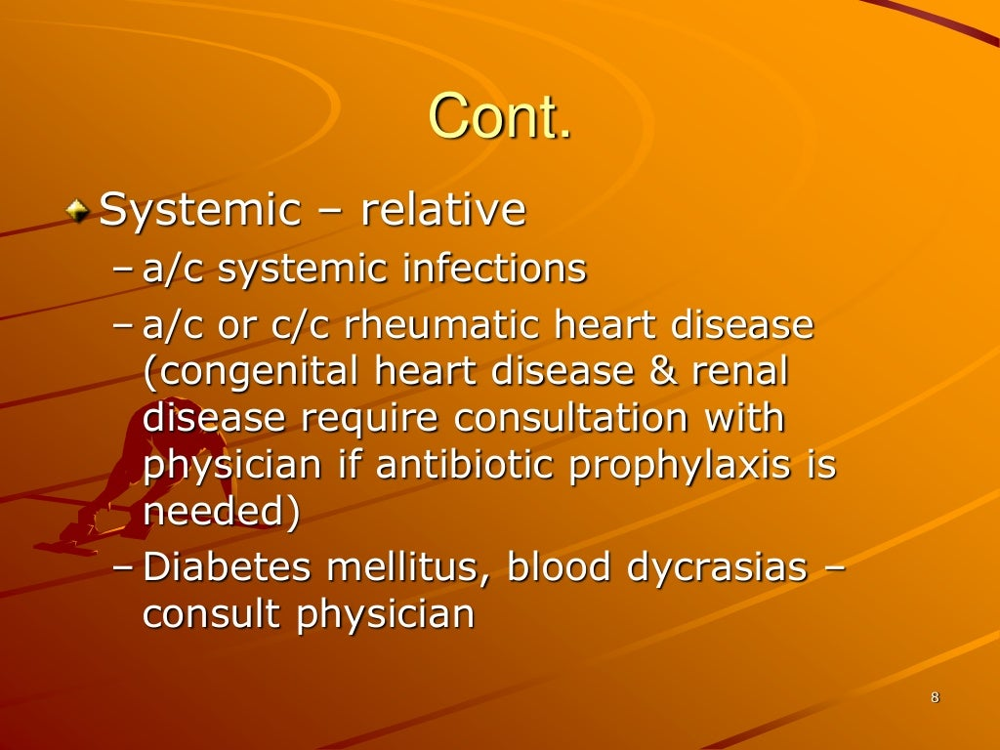 Cont.
Systemic – relative
– a/c systemic infections
– a/c or c/c rheumatic heart disease
(congenital heart disease & renal
disease require consultation with
physician if antibiotic prophylaxis is
needed)
– Diabetes mellitus, blood dycrasias –
consult physician
8